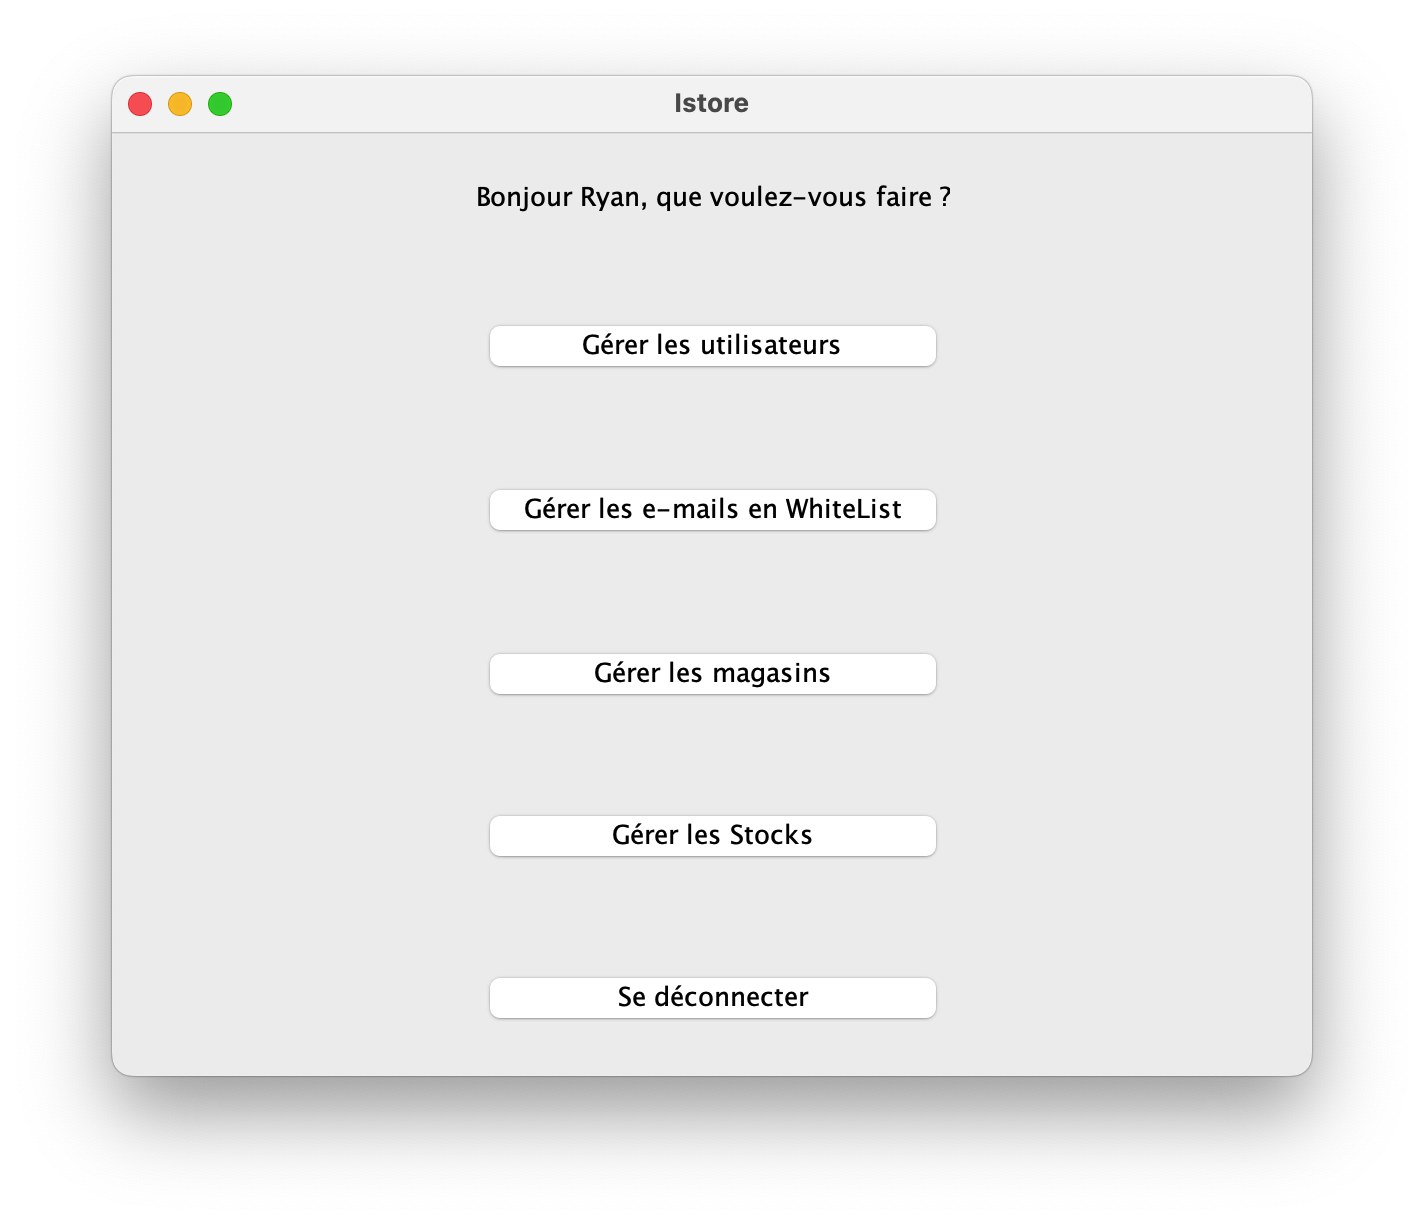 Istore
Bonjour Ryan, que voulez-vous faire ?
Gérer les utilisateurs
Gérer les e-mails en WhiteList
Gérer les magasins
Gérer les Stocks
Se déconnecter